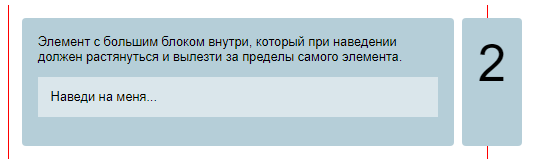 Элемент с большим блоком внутри, который при наведении
должен растянуться и вылезти за пределы самого элемента.
Наведи на меня...
2